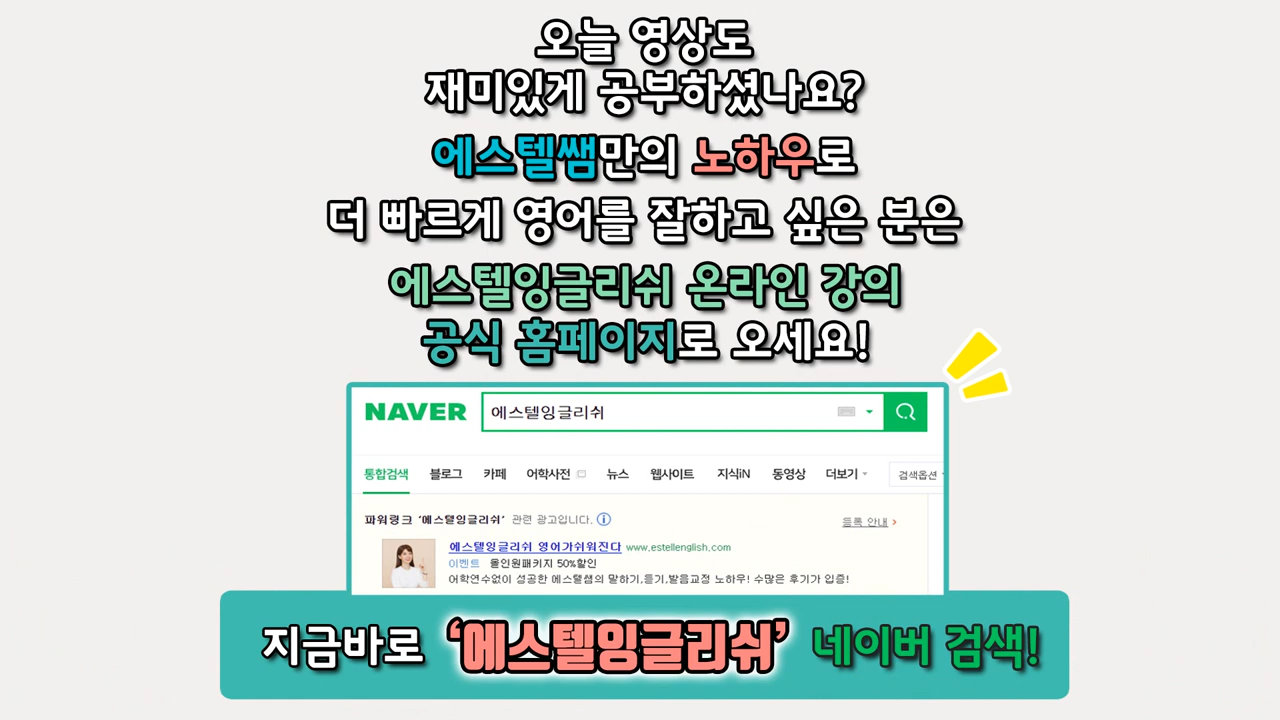 오늘 영상도
재미있게 공부하셨나요?
에스텔쌤만의 노하우로
더 빠르게 영어를 잘하고 싶은 분은
에스텔잉글리쉬 온라인 강의
공식 홈페이지로 오세요!
NAVER 에스텔잉글리쉬
통합검색 블로그 카페 어학사전 뉴스 웹사이트 지식iN 동영상 더보기 검색옵션
파워링크 '에스텔잉글리쉬' 관련 광고입니다. 등록 안내
에스텔잉글리쉬 영어가쉬워진다 www.estellenglish.com
이벤트 올인원패키지 50%할인
어학연수없이 성공한 에스텔쌤의 말하기,듣기,발음교정 노하우! 수많은 후기가 입증!
지금바로 '에스텔잉글리쉬' 네이버 검색!